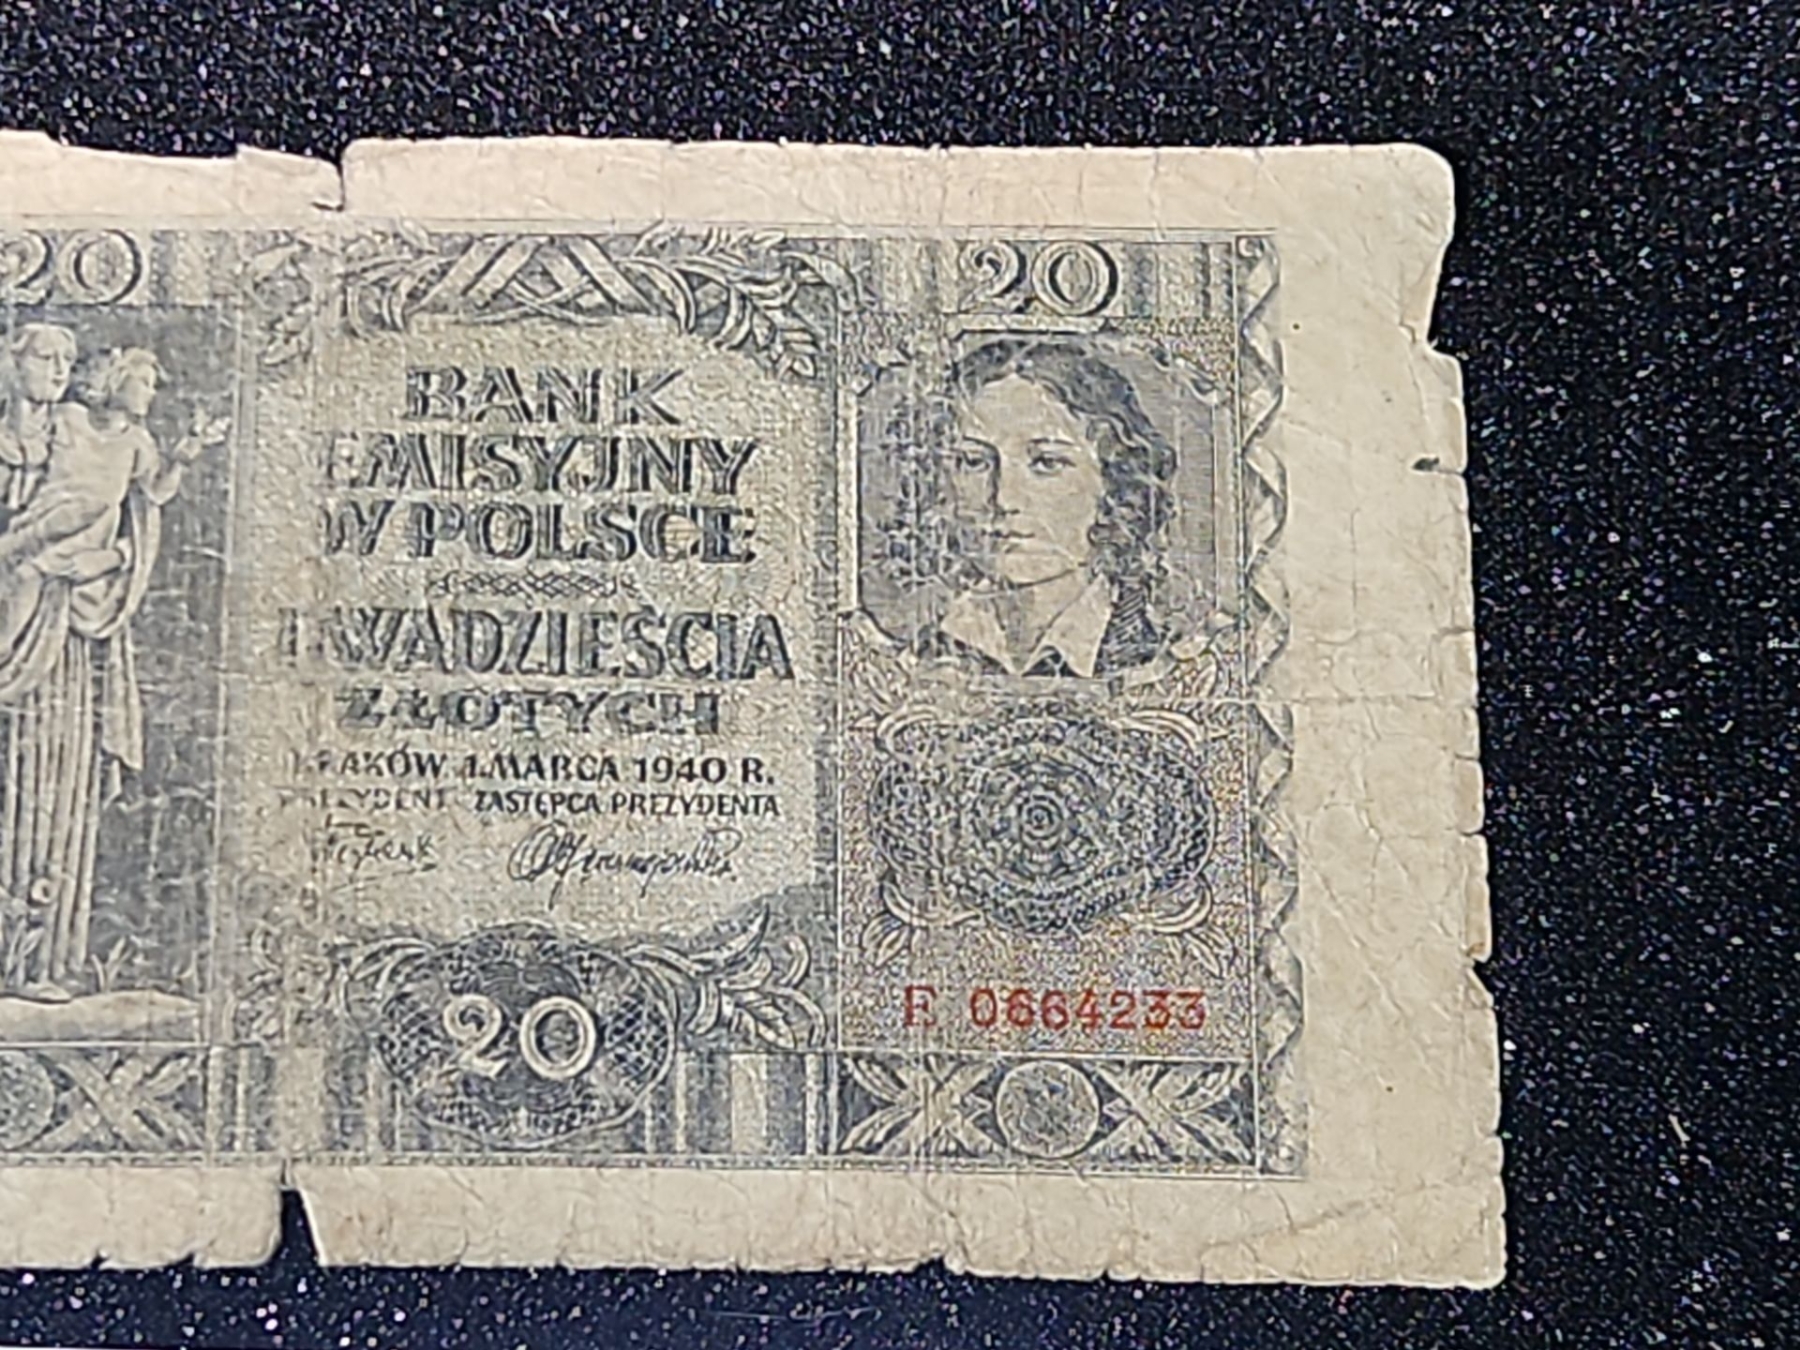 20
20
BANK
EMISYJNY
W POLSCE
DWADZIEŚCIA
ZŁOTYCH
KRAKÓW 1.MARCA 1940 R.
PREZYDENT ZASTĘPCA PREZYDENTA
E 0664233
20